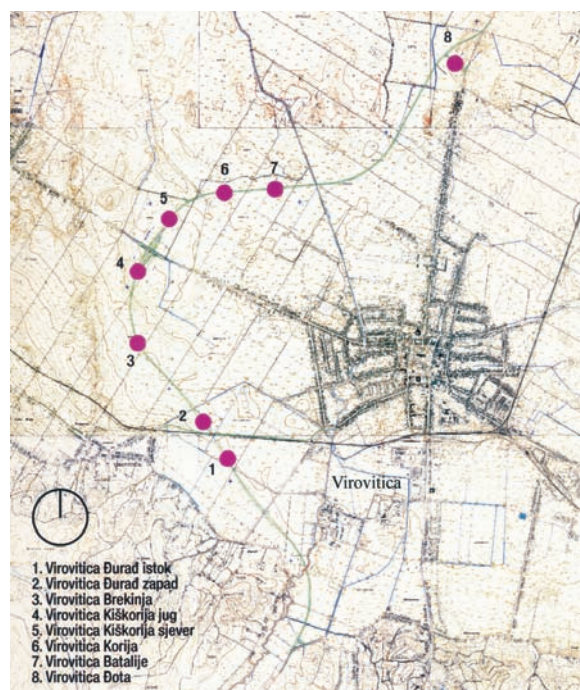 8
7
6
5
4
3
2
1
Virovitica
1. Virovitica Đurađ istok
2. Virovitica Đurađ zapad
3. Virovitica Brekinja
4. Virovitica Kiškorija jug
5. Virovitica Kiškorija sjever
6. Virovitica Korija
7. Virovitica Batalije
8. Virovitica Đota